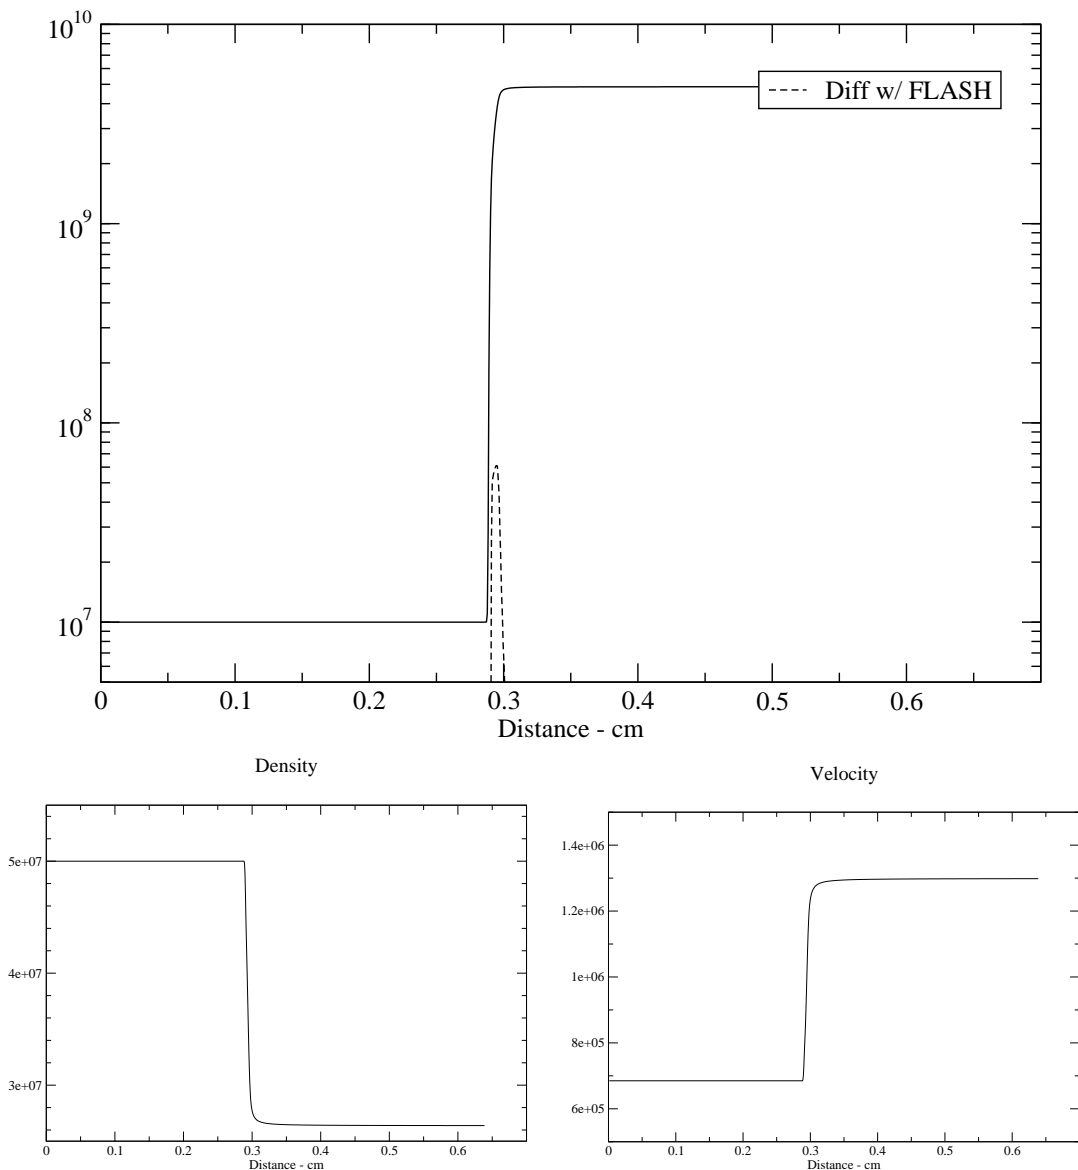 10^10
Diff w/ FLASH
10^9
10^8
10^7
0 0.1 0.2 0.3 0.4 0.5 0.6
Distance - cm
Density
5e+07
4e+07
3e+07
0 0.1 0.2 0.3 0.4 0.5 0.6
Distance - cm
Velocity
1.4e+06
1.2e+06
1e+06
8e+05
6e+05
0 0.1 0.2 0.3 0.4 0.5 0.6
Distance - cm